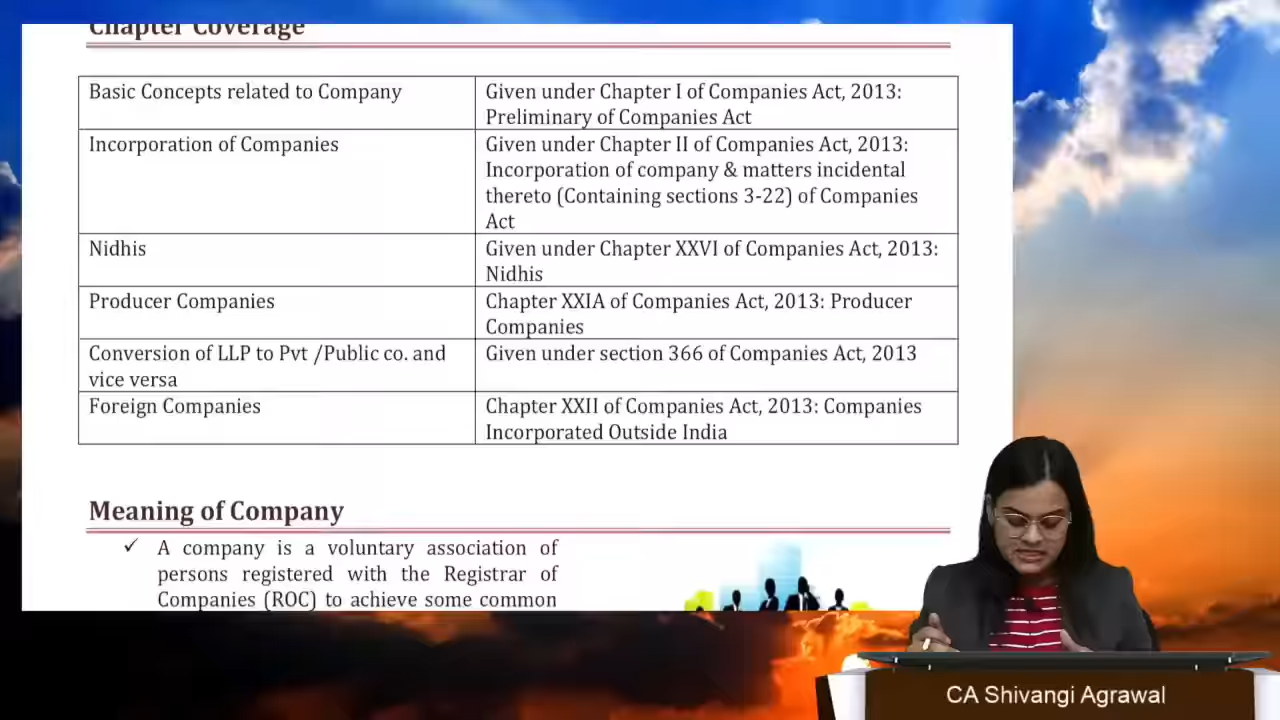 Chapter Coverage
Basic Concepts related to Company
Given under Chapter I of Companies Act, 2013:
Preliminary of Companies Act
Incorporation of Companies
Given under Chapter II of Companies Act, 2013:
Incorporation of company & matters incidental
thereto (Containing sections 3-22) of Companies
Act
Nidhis
Given under Chapter XXVI of Companies Act, 2013:
Nidhis
Producer Companies
Chapter XXIA of Companies Act, 2013: Producer
Companies
Conversion of LLP to Pvt /Public co. and
vice versa
Given under section 366 of Companies Act, 2013
Foreign Companies
Chapter XXII of Companies Act, 2013: Companies
Incorporated Outside India
Meaning of Company
✓ A company is a voluntary association of
persons registered with the Registrar of
Companies (ROC) to achieve some common
CA Shivangi Agrawal